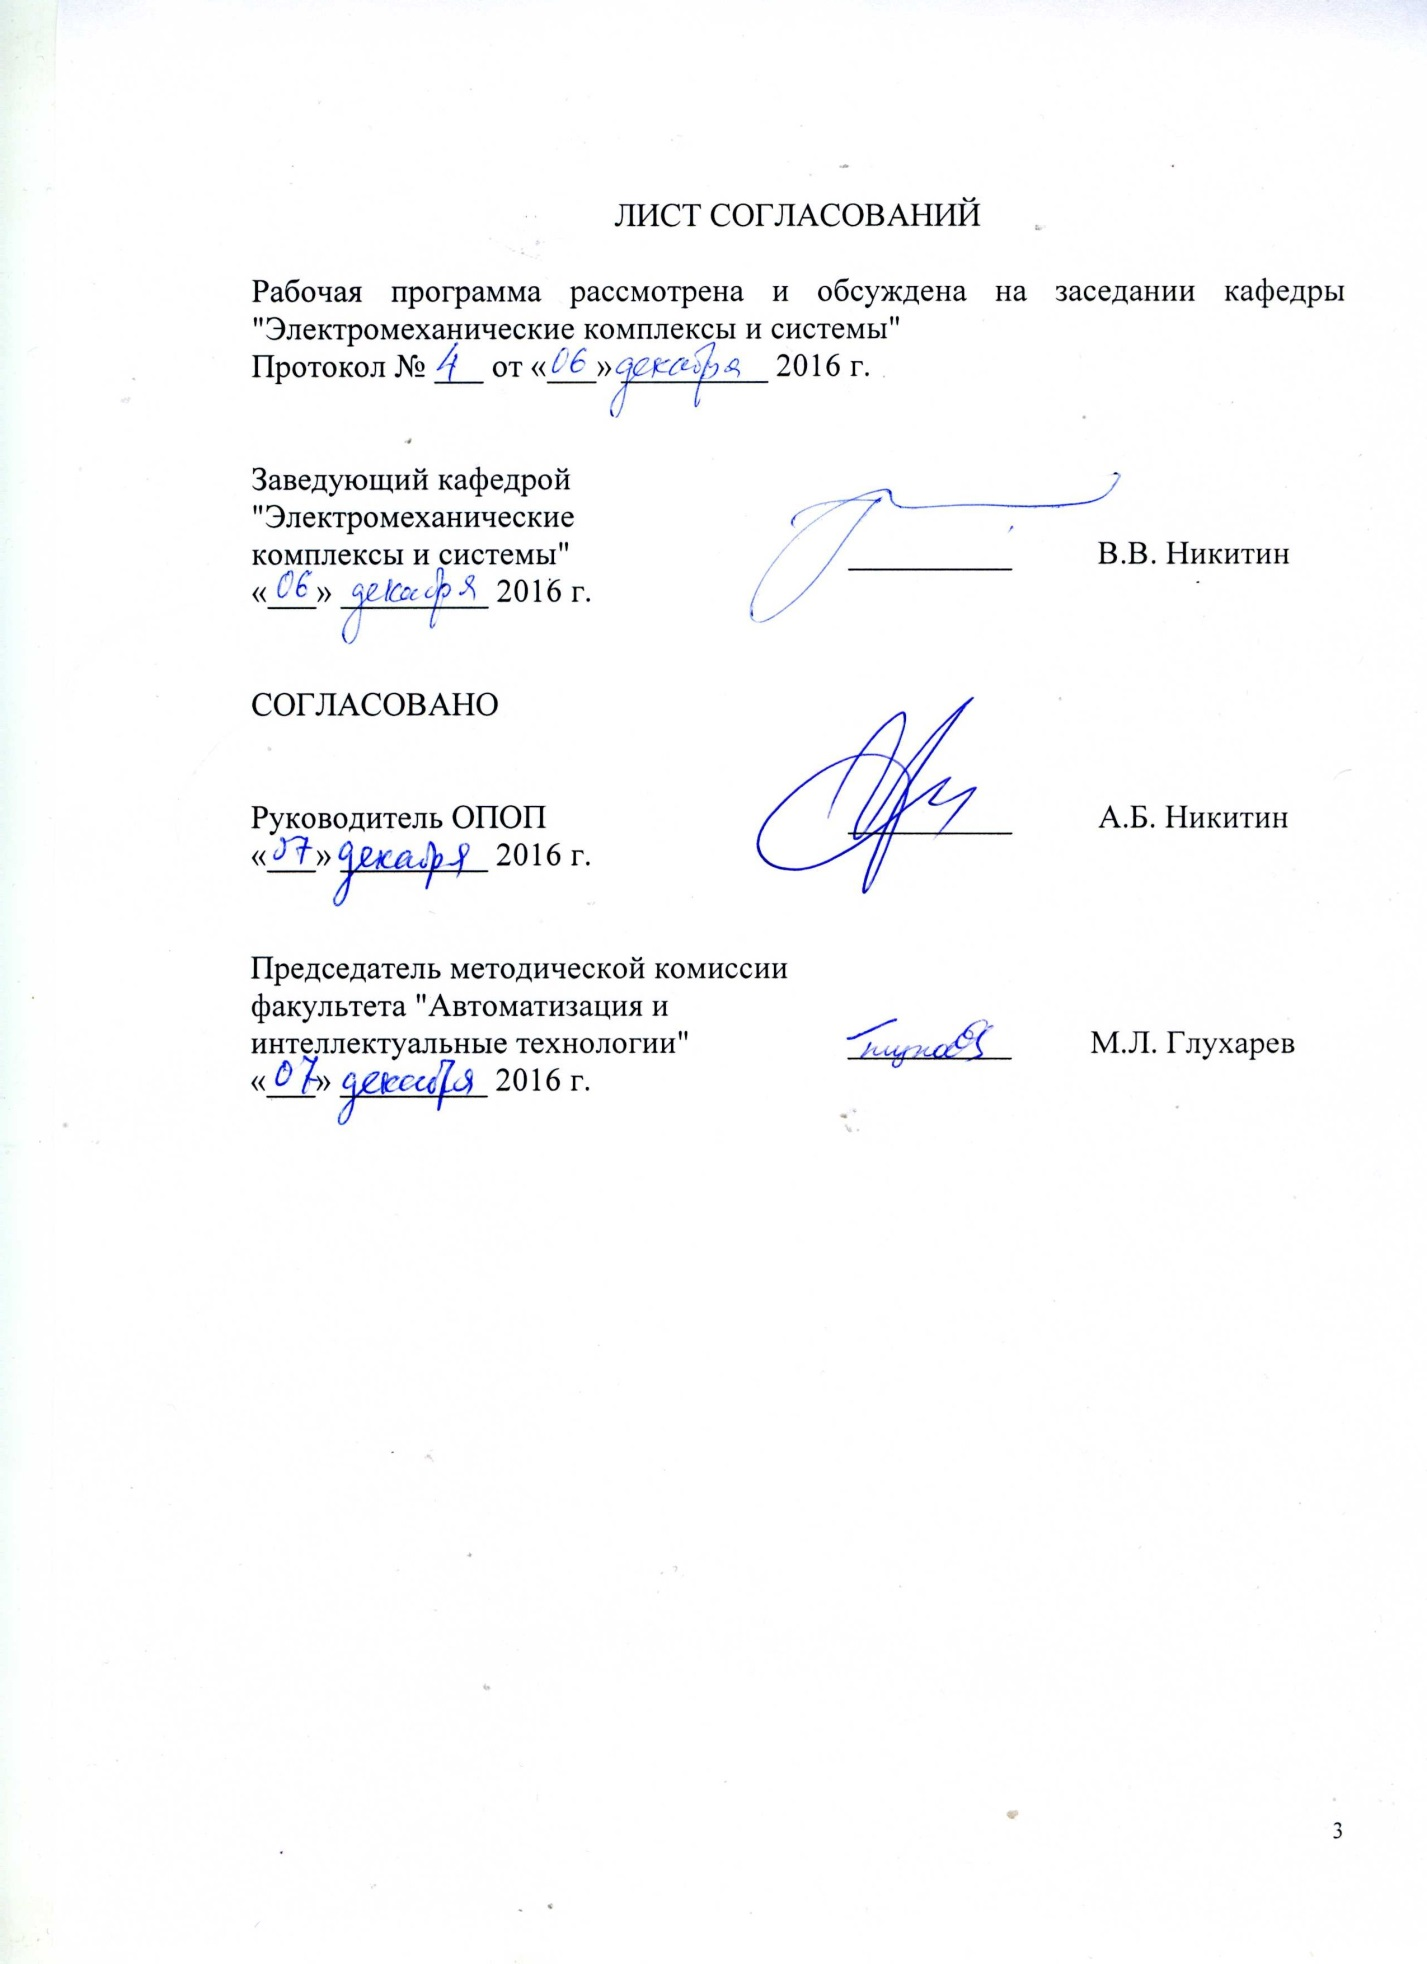 ЛИСТ СОГЛАСОВАНИЙ
Рабочая программа рассмотрена и обсуждена на заседании кафедры
"Электромеханические комплексы и системы"
Протокол № 4 от «06» декабря 2016 г.
Заведующий кафедрой
"Электромеханические
комплексы и системы" В.В. Никитин
«06» декабря 2016 г.
СОГЛАСОВАНО
Руководитель ОПОП А.Б. Никитин
«07» декабря 2016 г.
Председатель методической комиссии
факультета "Автоматизация и
интеллектуальные технологии" М.Л. Глухарев
«07» декабря 2016 г.
3